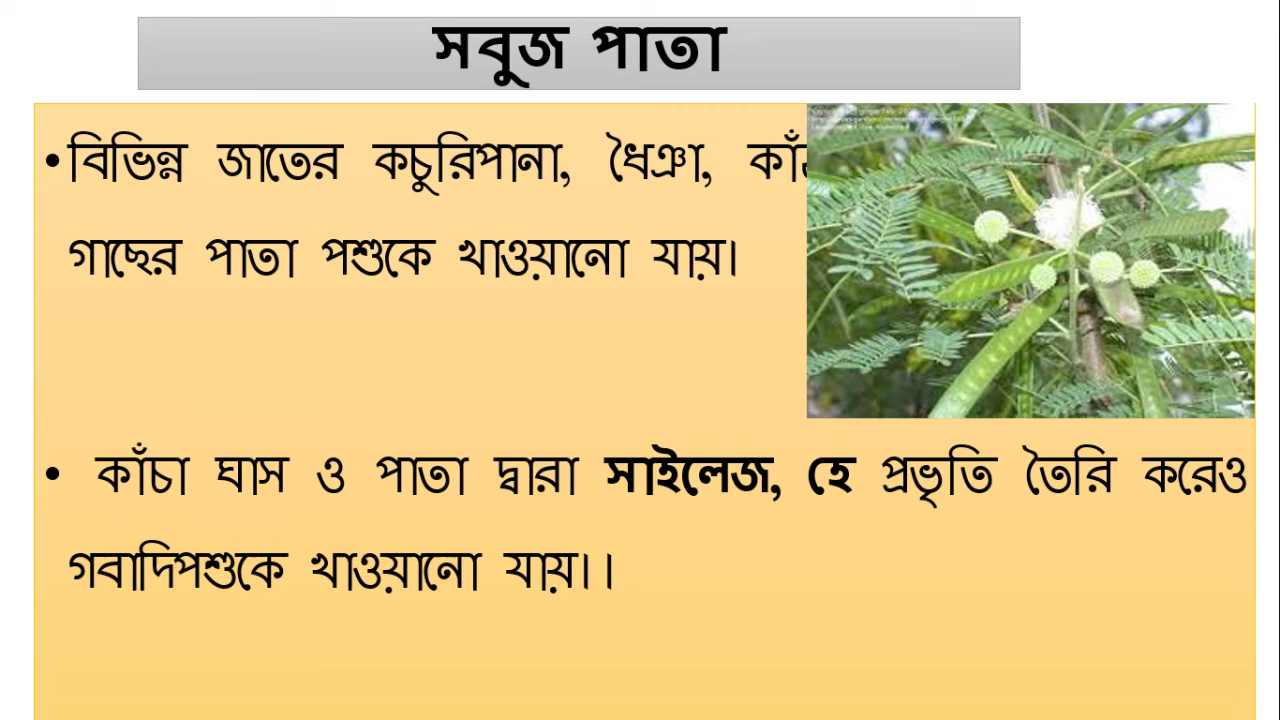 সবুজ পাতা
•বিভিন্ন জাতের কচুরিপানা, ধৈঞা,
গাছের পাতা পশুকে খাওয়ানো যায়।
• কাঁচা ঘাস ও পাতা দ্বারা সাইলেজ, হে প্রভৃতি তৈরি করেও
গবাদিপশুকে খাওয়ানো যায়।।